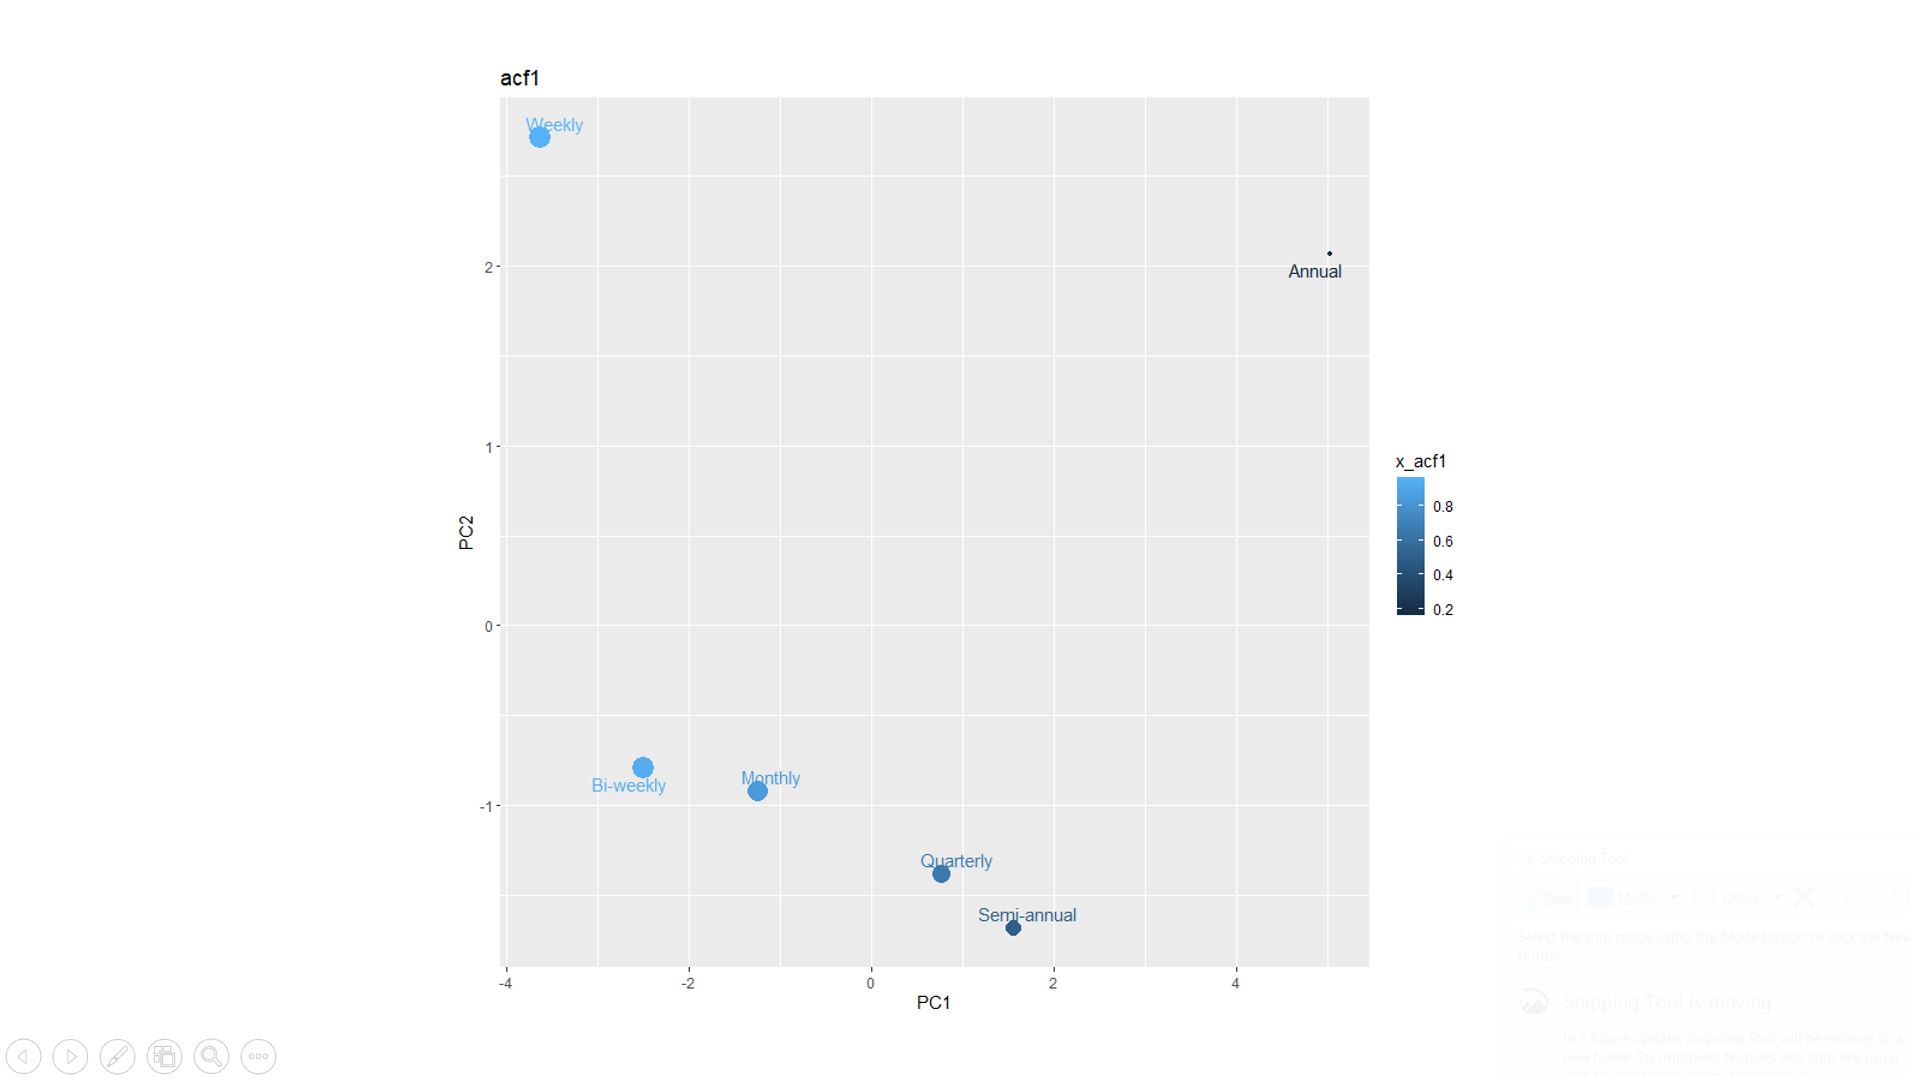 acf1
Weekly
Annual
2
1
0
-1
PC2
Bi-weekly
Monthly
Quarterly
Semi-annual
-4
-2
0
2
4
PC1
x_acf1
0.8
0.6
0.4
0.2
Snipping Tool
New
Mode
Delay
Select the snip mode using the Mode button or click the New
button.
Snipping Tool is moving...
In a future update, Snipping Tool will be moving to a
new home. Try improved features and snip like usual